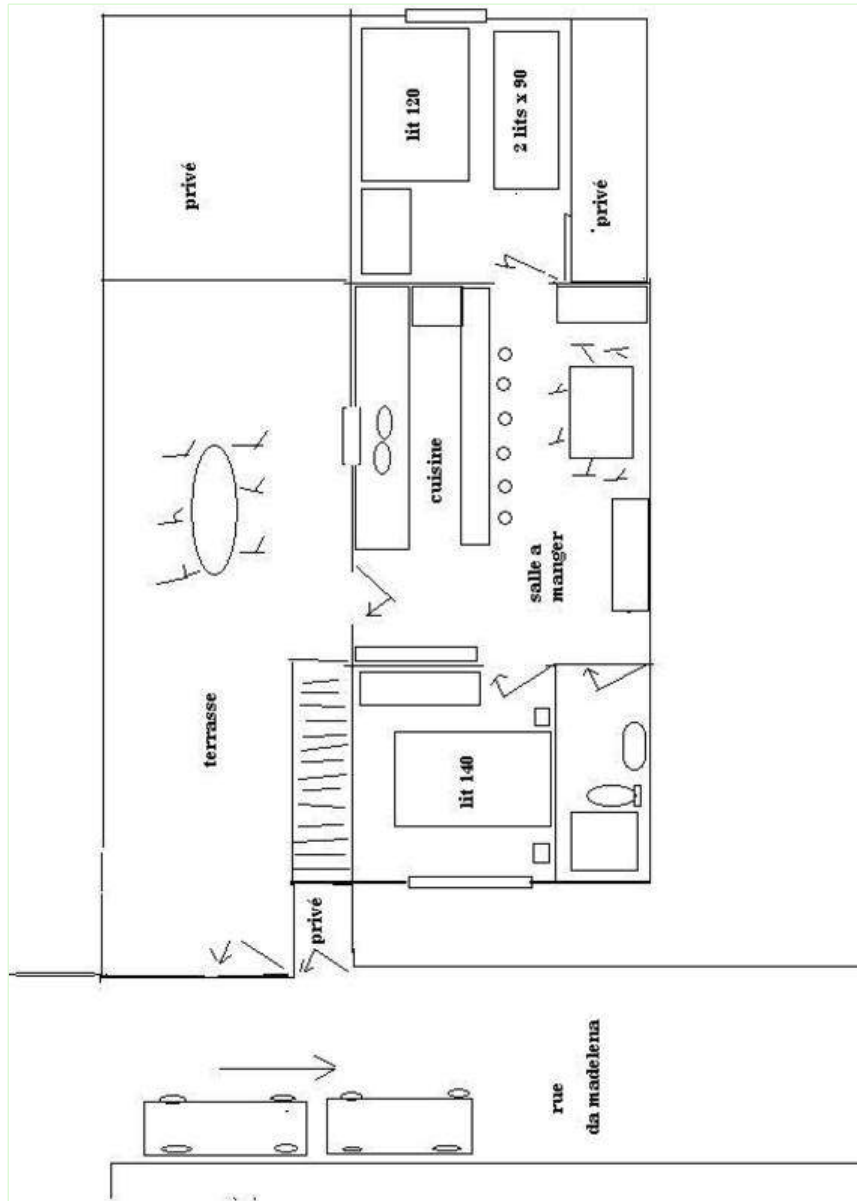 privé
lit 120
2 lits x 90
privé
cuisine
salle a
manger
terrasse
lit 140
privé
rue
da madelena